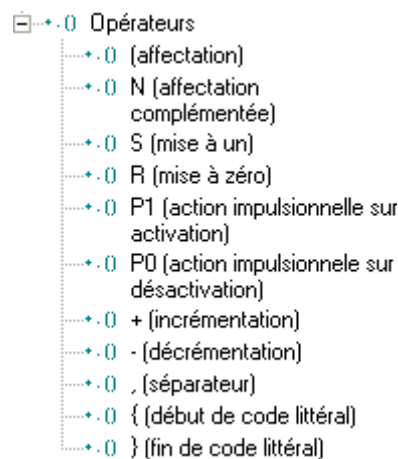 Opérateurs
(affectation)
N (affectation
complémentée)
S (mise à un)
R (mise à zéro)
P1 (action impulsionnelle sur
activation)
P0 (action impulsionele sur
désactivation)
+ (incrémentation)
- (décrémentation)
, (séparateur)
{ (début de code littéral)
} (fin de code littéral)